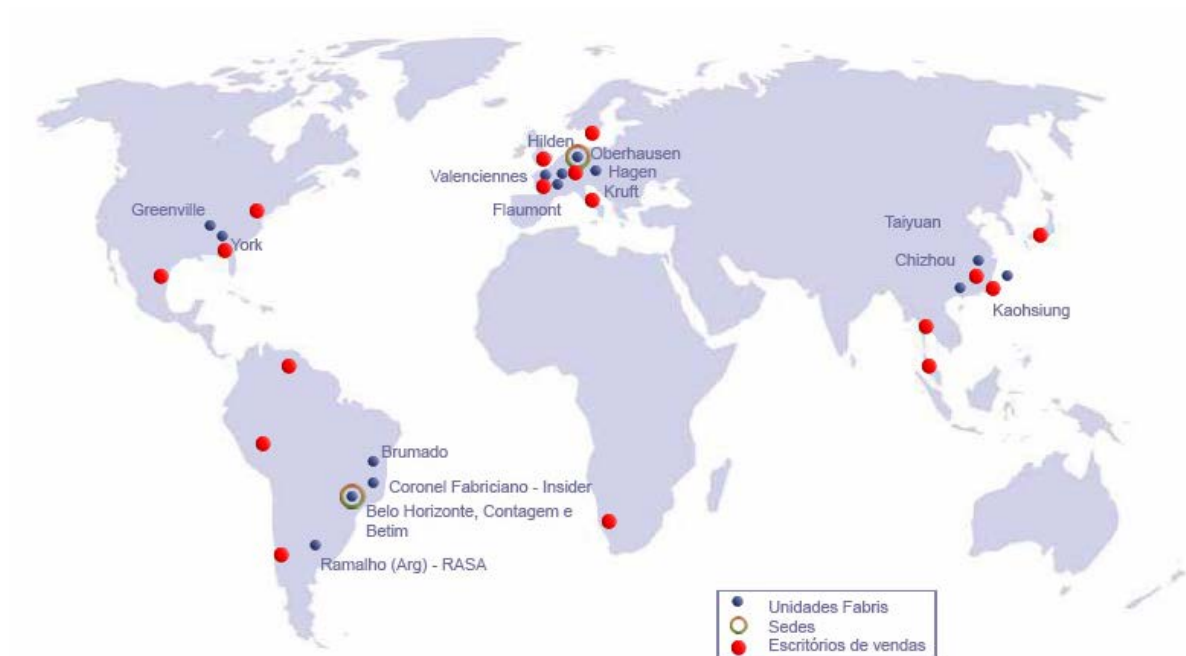 Hilden
Oberhausen
Valenciennes
Hagen
Kruft
Flaumont
Greenville
York
Taiyuan
Chizhou
Kaohsiung
Brumado
Coronel Fabriciano - Insider
Belo Horizonte, Contagem e
Betim
Ramalho (Arg) - RASA
Unidades Fabris
Sedes
Escritórios de vendas